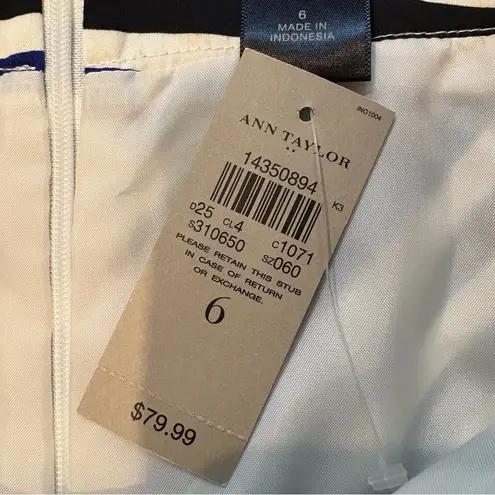 6
MADE IN
INDONESIA
INO1004
ANN TAYLOR
14350894
K3
D25 CL4 C1071
S310650 SZ060
PLEASE RETAIN THIS STUB
IN CASE OF RETURN
OR EXCHANGE.
6
$79.99